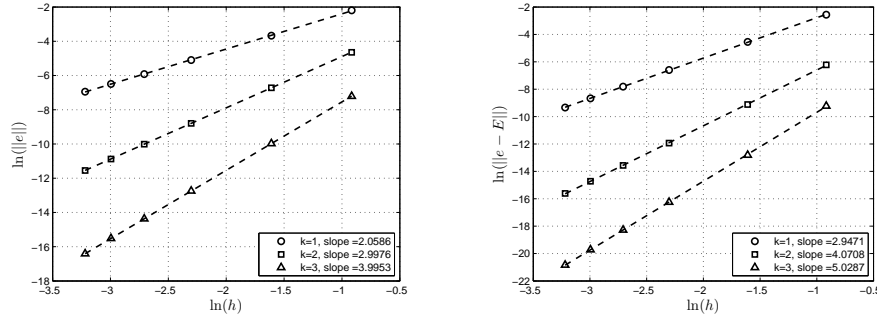 −2
−4
−6
−8
−10
−12
−14
−16
−18
ln(||e||)
−3.5 −3 −2.5 −2 −1.5 −1 −0.5
ln(h)
k=1, slope =2.0586
k=2, slope =2.9976
k=3, slope =3.9953
−2
−4
−6
−8
−10
−12
−14
−16
−18
−20
−22
ln(||e − E||)
−3.5 −3 −2.5 −2 −1.5 −1 −0.5
ln(h)
k=1, slope=2.9471
k=2, slope=4.0708
k=3, slope=5.0287